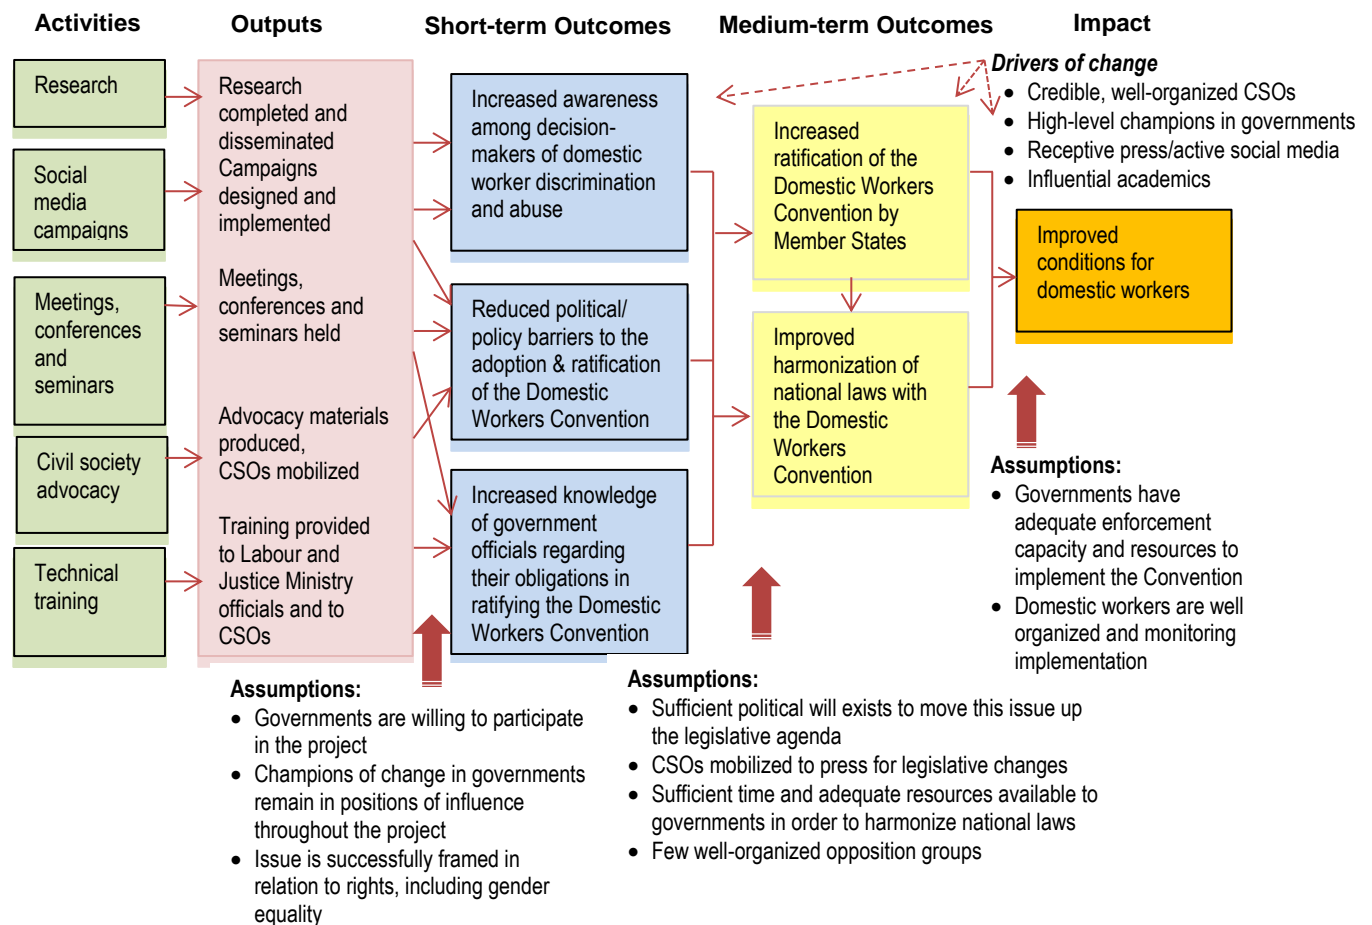 Activities
Outputs
Short-term Outcomes
Medium-term Outcomes
Impact
Research
Social
media
campaigns
Meetings,
conferences
and
seminars
Civil society
advocacy
Technical
training
Research
completed and
disseminated
Campaigns
designed and
implemented
Meetings,
conferences and
seminars held
Advocacy materials
produced,
CSOs mobilized
Training provided
to Labour and
Justice Ministry
officials and to
CSOs
Increased awareness
among decision-
makers of domestic
worker discrimination
and abuse
Reduced political/
policy barriers to the
adoption & ratification
of the Domestic
Workers Convention
Increased knowledge
of government
officials regarding
their obligations in
ratifying the Domestic
Workers Convention
Increased
ratification of the
Domestic Workers
Convention by
Member States
Improved
harmonization of
national laws with
the Domestic
Workers
Convention
Drivers of change
• Credible, well-organized CSOs
• High-level champions in governments
• Receptive press/active social media
• Influential academics
Improved
conditions for
domestic workers
Assumptions:
• Governments are willing to participate
in the project
• Champions of change in governments
remain in positions of influence
throughout the project
• Issue is successfully framed in
relation to rights, including gender
equality
Assumptions:
• Sufficient political will exists to move this issue up
the legislative agenda
• CSOs mobilized to press for legislative changes
• Sufficient time and adequate resources available to
governments in order to harmonize national laws
• Few well-organized opposition groups
Assumptions:
• Governments have
adequate enforcement
capacity and resources to
implement the Convention
• Domestic workers are well
organized and monitoring
implementation